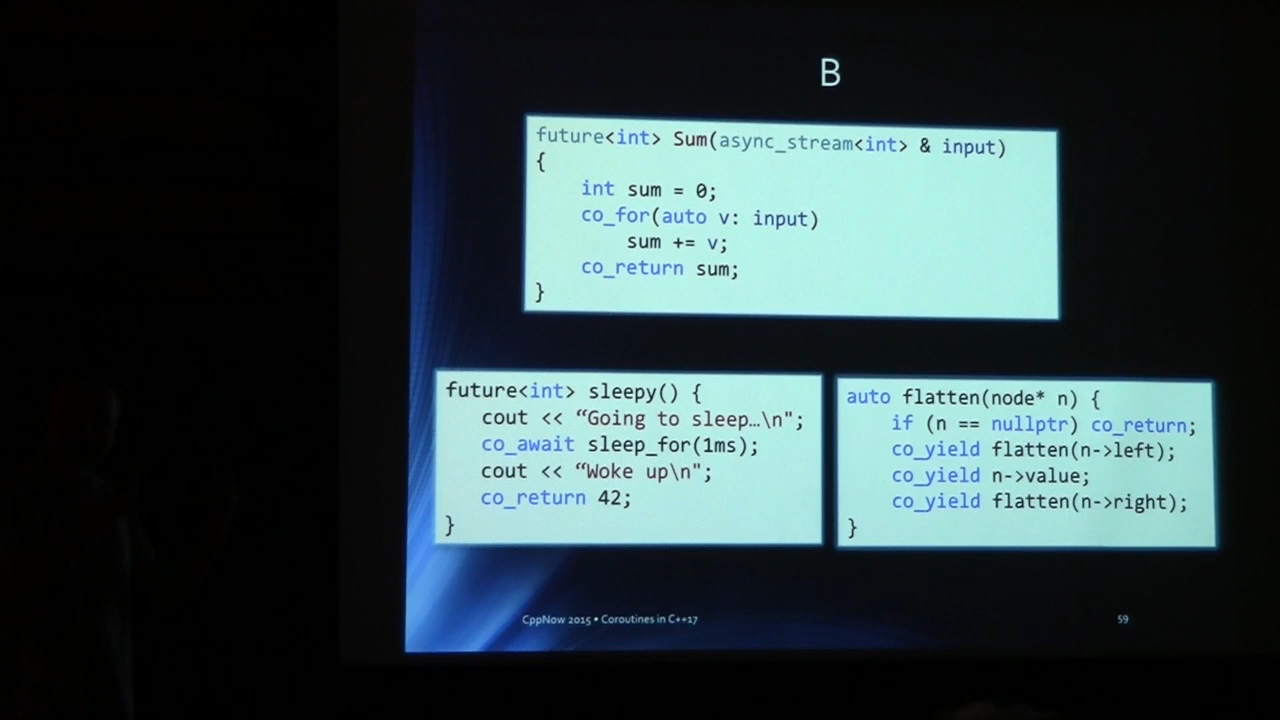 B
future<int> Sum(async_stream<int> & input)
{
    int sum = 0;
    co_for(auto v: input)
        sum += v;
    co_return sum;
}
future<int> sleepy() {
   cout << “Going to sleep…\n";
   co_await sleep_for(1ms);
   cout << “Woke up\n";
   co_return 42;
}
auto flatten(node* n) {
    if (n == nullptr) co_return;
    co_yield flatten(n->left);
    co_yield n->value;
    co_yield flatten(n->right);
}
CppNow 2015 • Coroutines in C++17
59